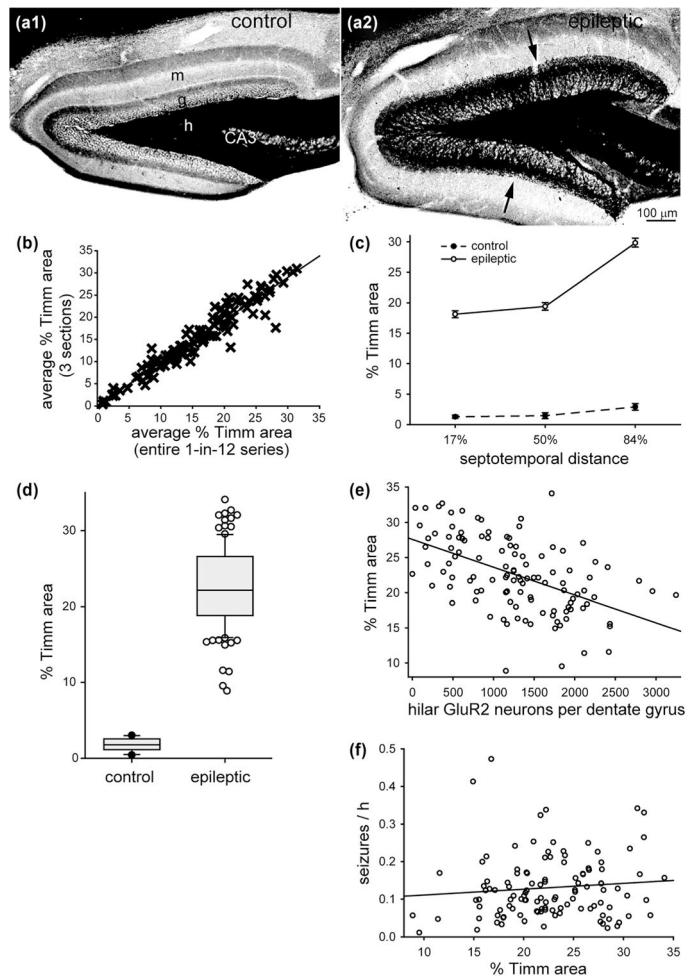 (a1) control
m
g
h
CA3
(a2) epileptic
100 μm
(b)
average % Timm area
(3 sections)
35
30
25
20
15
10
5
0
0 5 10 15 20 25 30 35
average % Timm area
(entire 1-in-12 series)
(c)
control
epileptic
% Timm area
30
20
10
5
0
17% 50% 84%
septotemporal distance
(d)
% Timm area
30
20
10
0
control epileptic
(e)
% Timm area
35
30
25
20
15
10
0 500 1000 1500 2000 2500 3000
hilar GluR2 neurons per dentate gyrus
(f)
seizures / h
0.5
0.4
0.3
0.2
0.1
0.0
10 15 20 25 30 35
% Timm area